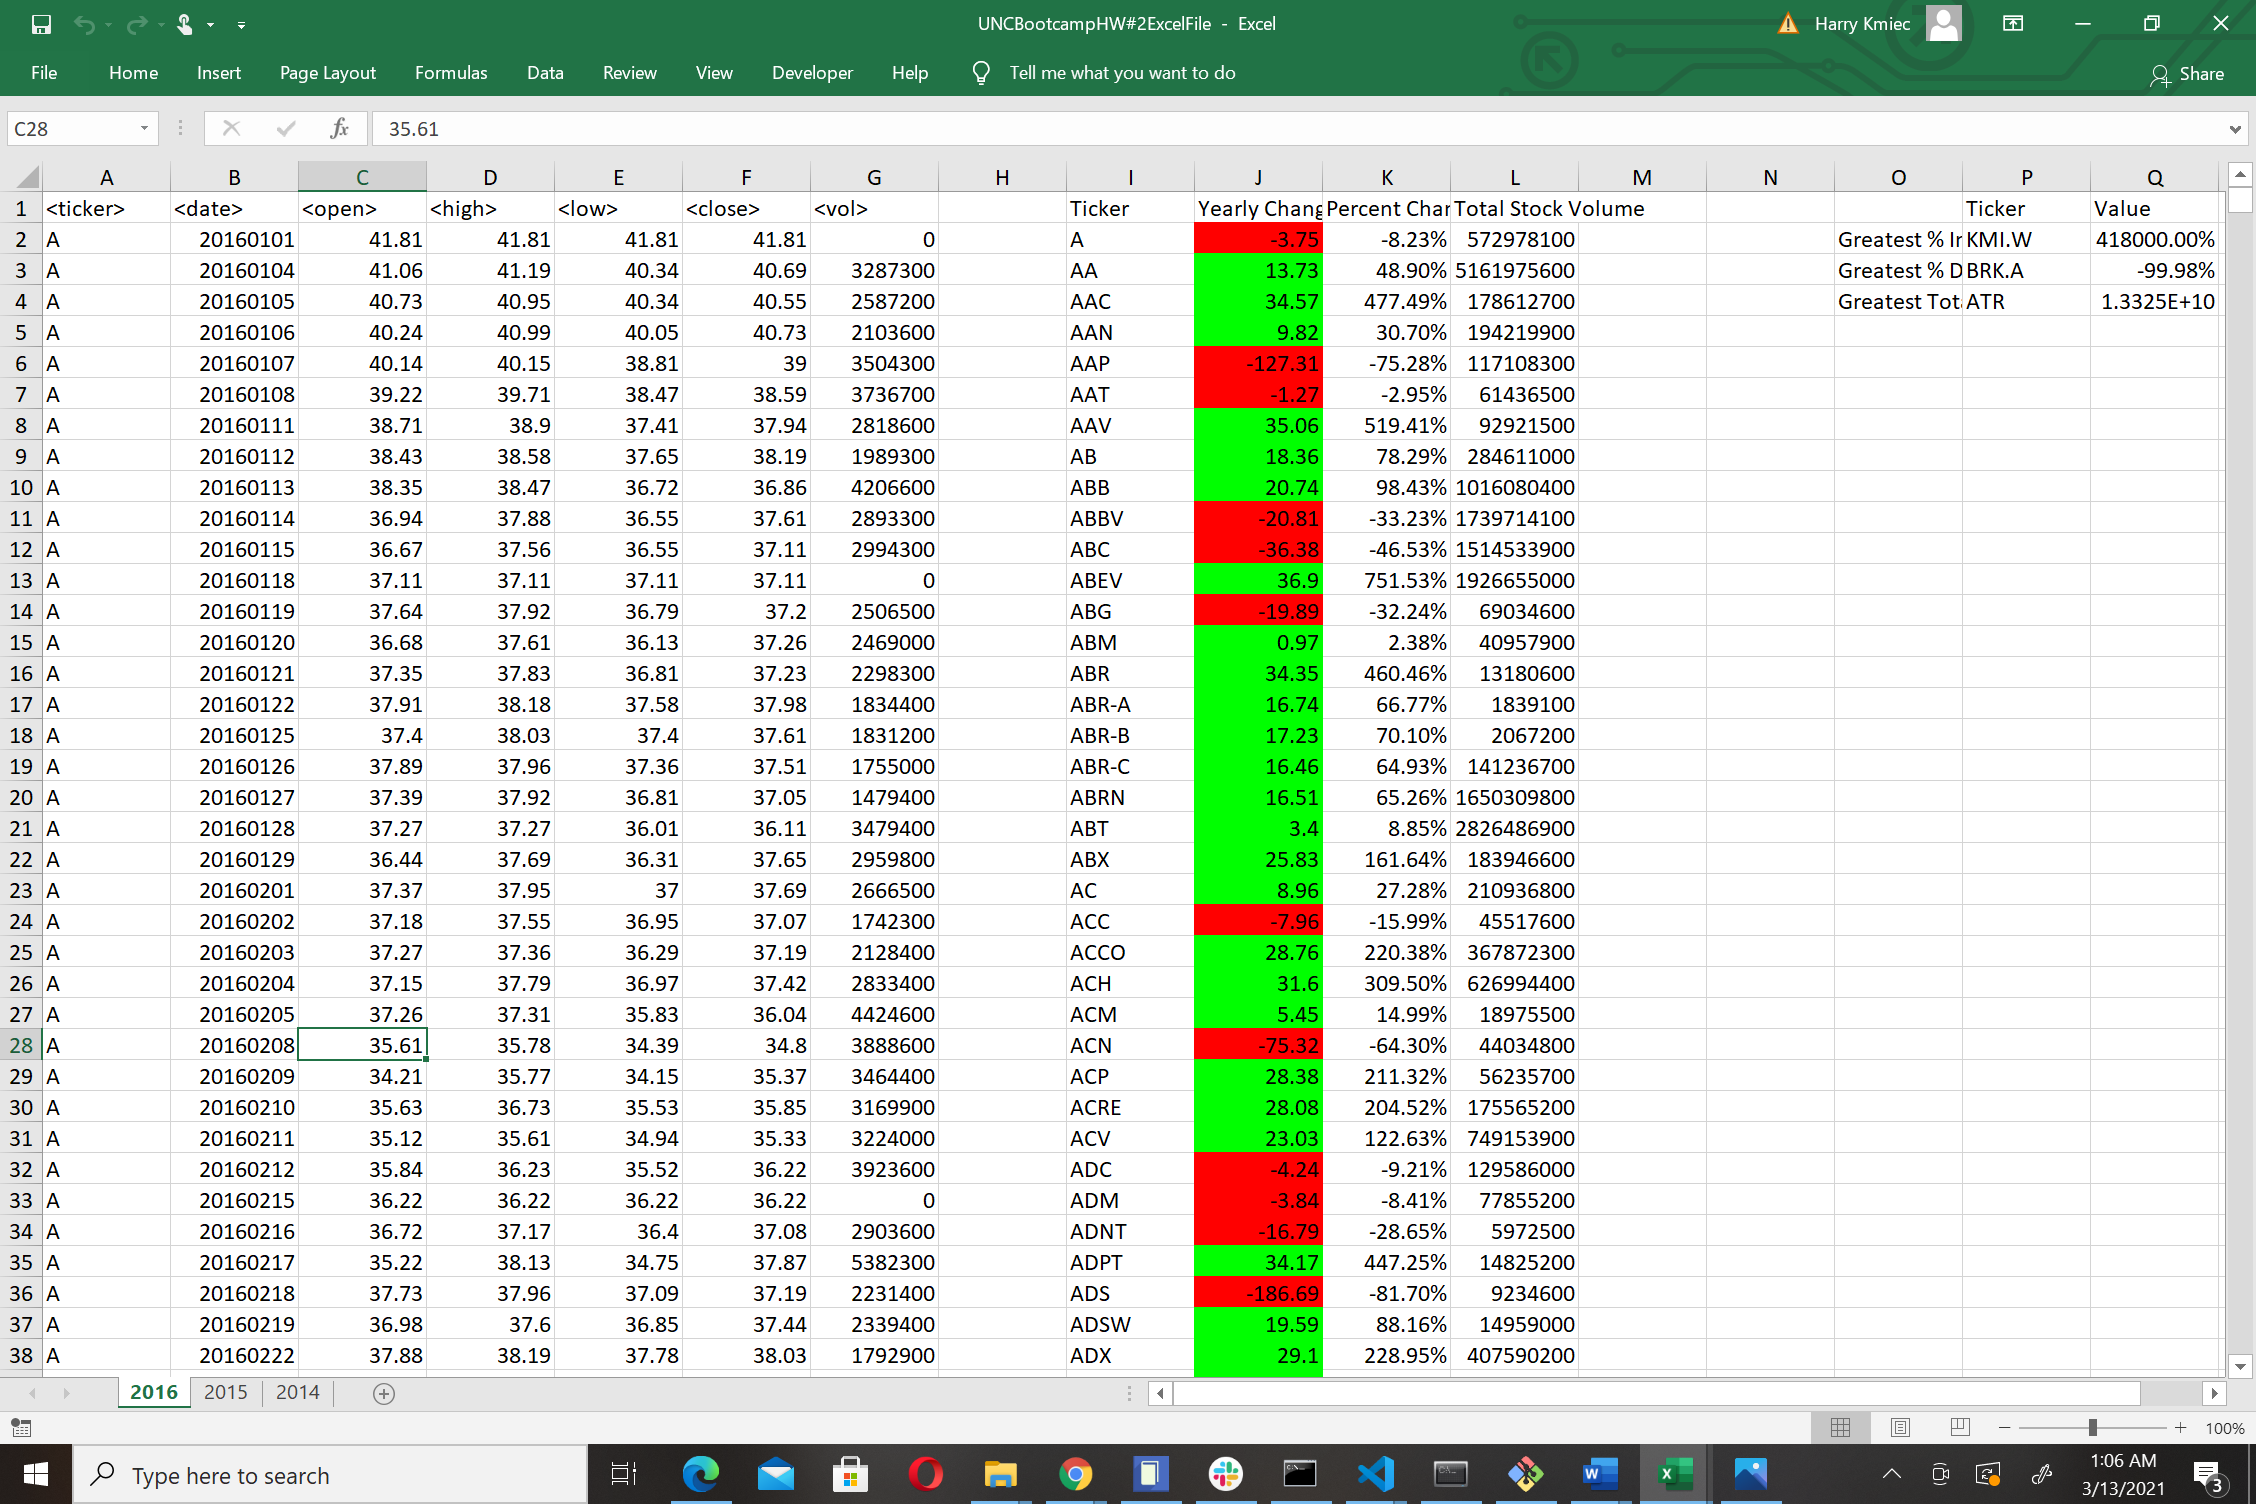 UNCBootcampHW#2ExcelFile - Excel
Harry Kmiec
File Home Insert Page Layout Formulas Data Review View Developer Help Tell me what you want to do Share
C28 fx 35.61
A B C D E F G H I J K L M N O P Q
1 <ticker> <date> <open> <high> <low> <close> <vol> Ticker Yearly Chang Percent Char Total Stock Volume Ticker Value
2 A 20160101 41.81 41.81 41.81 41.81 0 A -3.75 -8.23% 572978100 Greatest % Ir KMI.W 418000.00%
3 A 20160104 41.06 41.19 40.34 40.69 3287300 AA 13.73 48.90% 5161975600 Greatest % D BRK.A -99.98%
4 A 20160105 40.73 40.95 40.34 40.55 2587200 AAC 34.57 477.49% 178612700 Greatest Tot ATR 1.3325E+10
5 A 20160106 40.24 40.99 40.05 40.73 2103600 AAN 9.82 30.70% 194219900
6 A 20160107 40.14 40.15 38.81 39 3504300 AAP -127.31 -75.28% 117108300
7 A 20160108 39.22 39.71 38.47 38.59 3736700 AAT -1.27 -2.95% 61436500
8 A 20160111 38.71 38.9 37.41 37.94 2818600 AAV 35.06 519.41% 92921500
9 A 20160112 38.43 38.58 37.65 38.19 1989300 AB 18.36 78.29% 284611000
10 A 20160113 38.35 38.47 36.72 36.86 4206600 ABB 20.74 98.43% 1016080400
11 A 20160114 36.94 37.88 36.55 37.61 2893300 ABBV -20.81 -33.23% 1739714100
12 A 20160115 36.67 37.56 36.55 37.11 2994300 ABC -36.38 -46.53% 1514533900
13 A 20160118 37.11 37.11 37.11 37.11 0 ABEV 36.9 751.53% 1926655000
14 A 20160119 37.64 37.92 36.79 37.2 2506500 ABG -19.89 -32.24% 69034600
15 A 20160120 36.68 37.61 36.13 37.26 2469000 ABM 0.97 2.38% 40957900
16 A 20160121 37.35 37.83 36.81 37.23 2298300 ABR 34.35 460.46% 13180600
17 A 20160122 37.91 38.18 37.58 37.98 1834400 ABR-A 16.74 66.77% 1839100
18 A 20160125 37.4 38.03 37.4 37.61 1831200 ABR-B 17.23 70.10% 2067200
19 A 20160126 37.89 37.96 37.36 37.51 1755000 ABR-C 16.46 64.93% 141236700
20 A 20160127 37.39 37.92 36.81 37.05 1479400 ABRN 16.51 65.26% 1650309800
21 A 20160128 37.27 37.27 36.01 36.11 3479400 ABT 3.4 8.85% 2826486900
22 A 20160129 36.44 37.69 36.31 37.65 2959800 ABX 25.83 161.64% 183946600
23 A 20160201 37.37 37.95 37 37.69 2666500 AC 8.96 27.28% 210936800
24 A 20160202 37.18 37.55 36.95 37.07 1742300 ACC -7.96 -15.99% 45517600
25 A 20160203 37.27 37.36 36.29 37.19 2128400 ACCO 28.76 220.38% 367872300
26 A 20160204 37.15 37.79 36.97 37.42 2833400 ACH 31.6 309.50% 626994400
27 A 20160205 37.26 37.31 35.83 36.04 4424600 ACM 5.45 14.99% 18975500
28 A 20160208 35.61 35.78 34.39 34.8 3888600 ACN -75.32 -64.30% 44034800
29 A 20160209 34.21 35.77 34.15 35.37 3464400 ACP 28.38 211.32% 56235700
30 A 20160210 35.63 36.73 35.53 35.85 3169900 ACRE 28.08 204.52% 175565200
31 A 20160211 35.12 35.61 34.94 35.33 3224000 ACV 23.03 122.63% 749153900
32 A 20160212 35.84 36.23 35.52 36.22 3923600 ADC -4.24 -9.21% 129586000
33 A 20160215 36.22 36.22 36.22 36.22 0 ADM -3.84 -8.41% 77855200
34 A 20160216 36.72 37.17 36.4 37.08 2903600 ADNT -16.79 -28.65% 5972500
35 A 20160217 35.22 38.13 34.75 37.87 5382300 ADPT 34.17 447.25% 14825200
36 A 20160218 37.73 37.96 37.09 37.19 2231400 ADS -186.69 -81.70% 9234600
37 A 20160219 36.98 37.6 36.85 37.44 2339400 ADSW 19.59 88.16% 14959000
38 A 20160222 37.88 38.19 37.78 38.03 1792900 ADX 29.1 228.95% 407590200
2016 2015 2014
100%
Type here to search
1:06 AM
3/13/2021
3